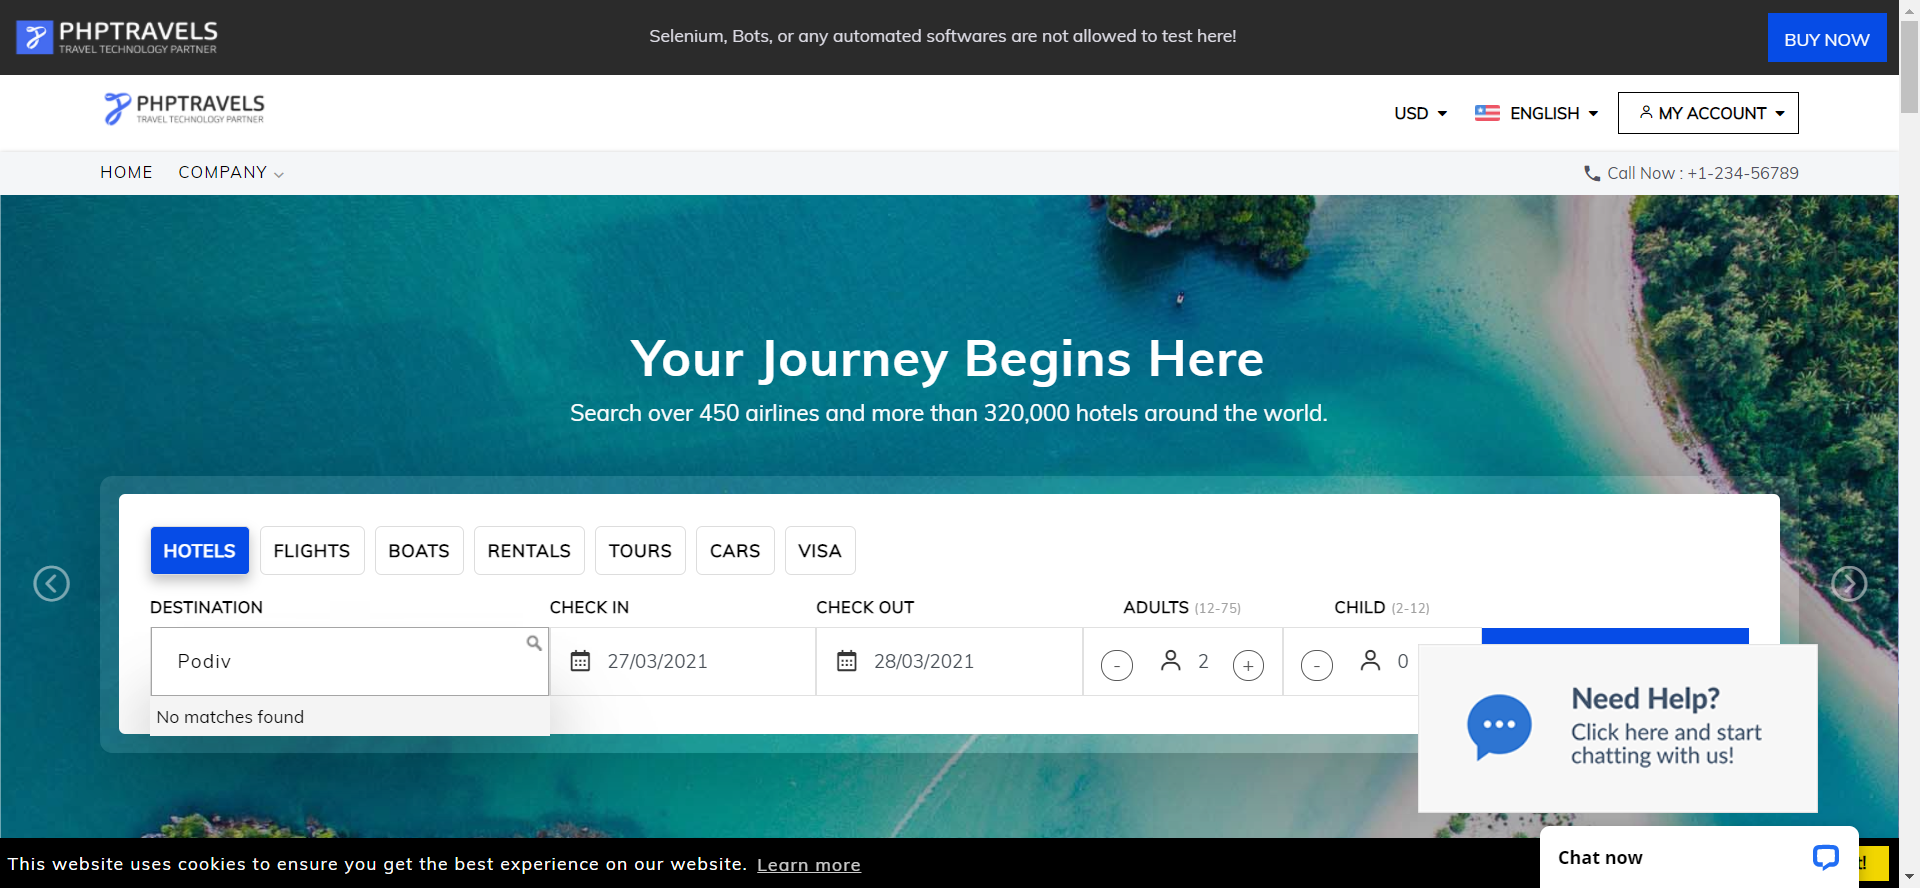 PHPTRAVELS
TRAVEL TECHNOLOGY PARTNER
Selenium, Bots, or any automated softwares are not allowed to test here!
BUY NOW
PHPTRAVELS
TRAVEL TECHNOLOGY PARTNER
USD
ENGLISH
MY ACCOUNT
HOME COMPANY
Call Now : +1-234-56789
Your Journey Begins Here
Search over 450 airlines and more than 320,000 hotels around the world.
HOTELS FLIGHTS BOATS RENTALS TOURS CARS VISA
DESTINATION CHECK IN CHECK OUT ADULTS (12-75) CHILD (2-12)
Podiv 27/03/2021 28/03/2021 - 2 + - 0
No matches found
Need Help?
Click here and start
chatting with us!
This website uses cookies to ensure you get the best experience on our website. Learn more
Chat now